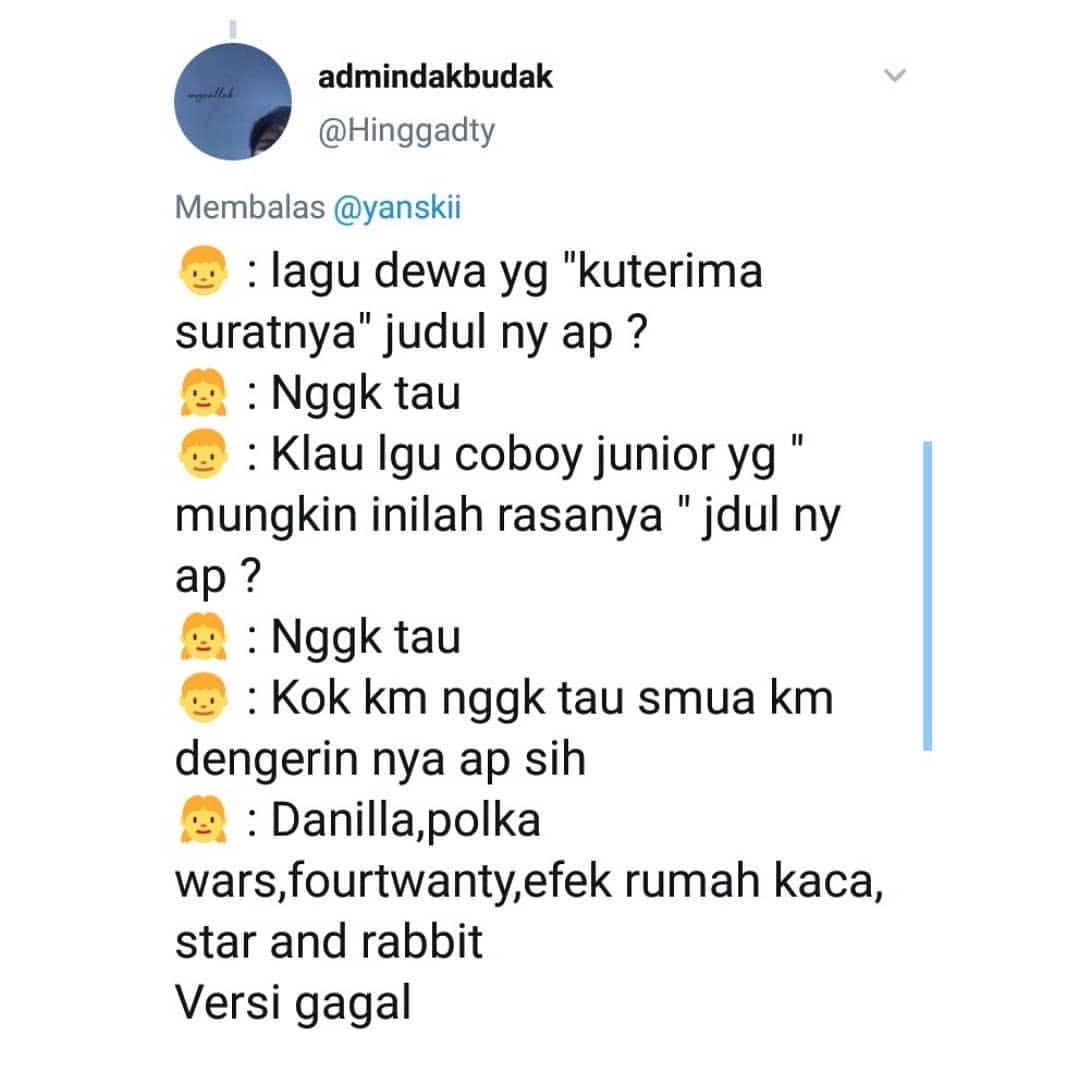 admindakbudak
@Hinggadty
Membalas @yanskii
👦 : lagu dewa yg "kuterima
suratnya" judul ny ap ?
👧 : Nggk tau
👦 : Klau lgu coboy junior yg "
mungkin inilah rasanya " jdul ny
ap ?
👧 : Nggk tau
👦 : Kok km nggk tau smua km
dengerin nya ap sih
👧 : Danilla,polka
wars,fourtwanty,efek rumah kaca,
star and rabbit
Versi gagal